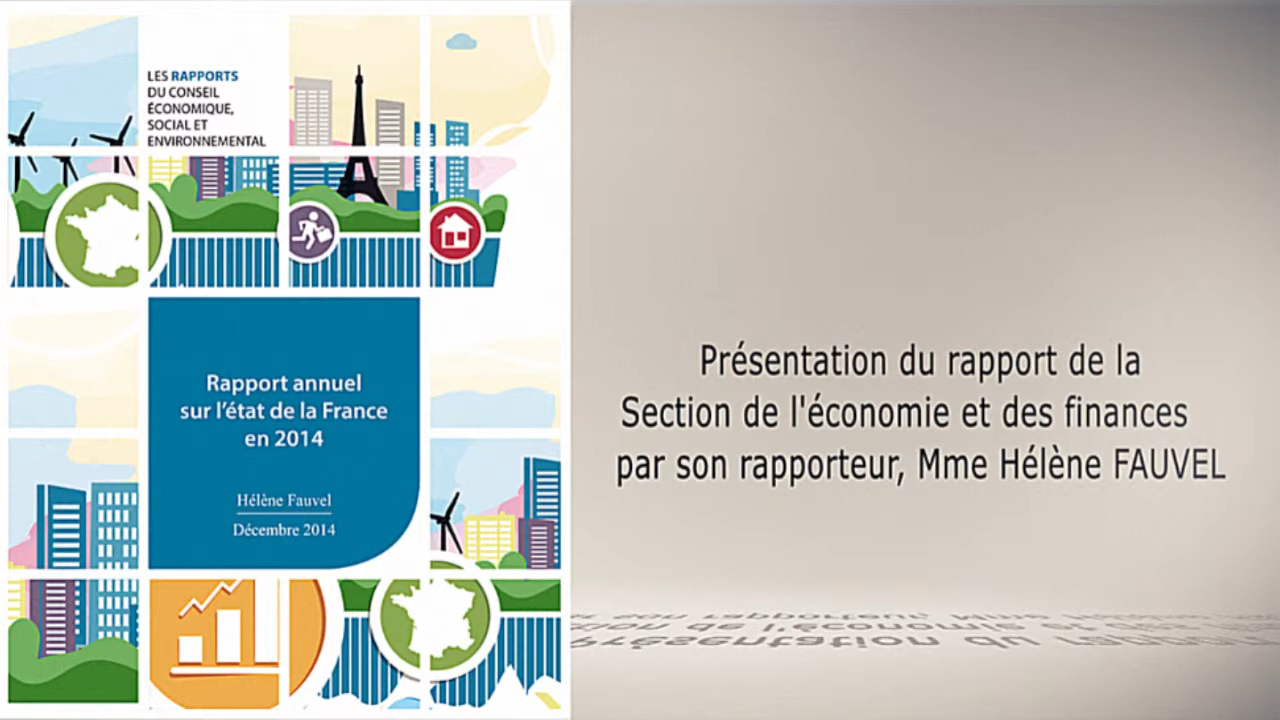 LES RAPPORTS
DU CONSEIL
ÉCONOMIQUE,
SOCIAL ET
ENVIRONNEMENTAL
Rapport annuel
sur l'état de la France
en 2014
Hélène Fauvel
Décembre 2014
Présentation du rapport de la
Section de l'économie et des finances
par son rapporteur, Mme Hélène FAUVEL